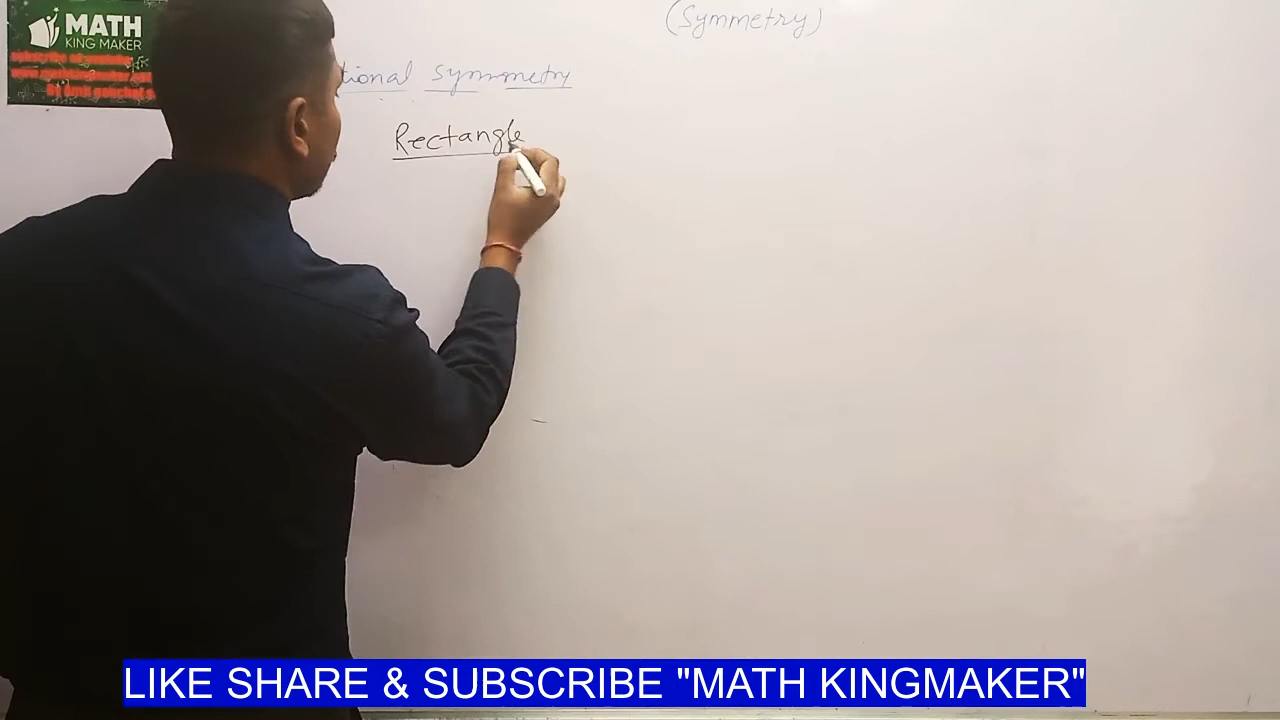 MATH
KING MAKER
(Symmetry)
tional symmetry
Rectangle
LIKE SHARE & SUBSCRIBE "MATH KINGMAKER"